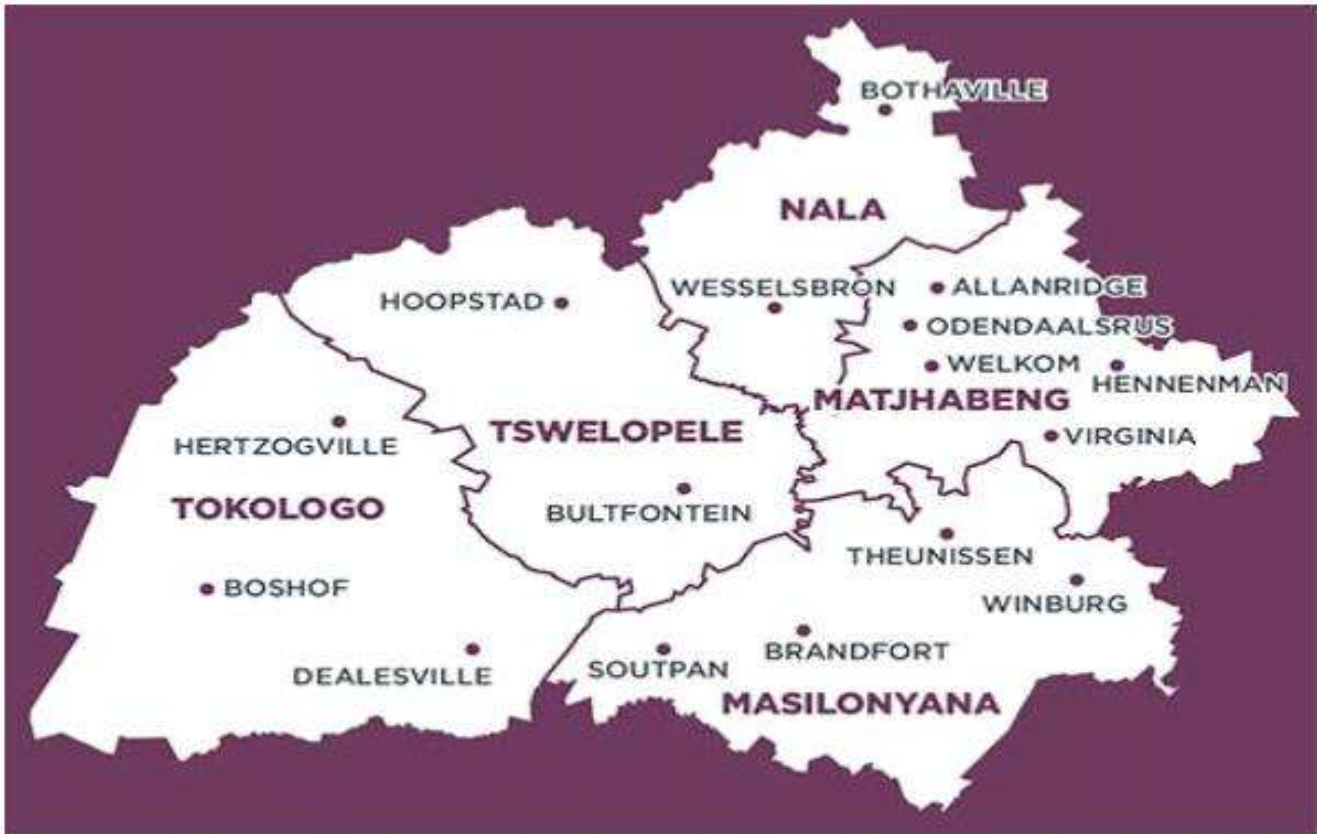 BOTHAVILLE
NALA
WESSELSBRON
ALLANRIDGE
HOOPSTAD
ODENDAALSRUS
WELKOM
HENNENMAN
MATJHABENG
TSWELOPELE
VIRGINIA
HERTZOGVILLE
TOKOLOGO
BULTFONTEIN
THEUNISSEN
BOSHOF
WINBURG
BRANDFORT
SOUTPAN
DEALESVILLE
MASILONYANA